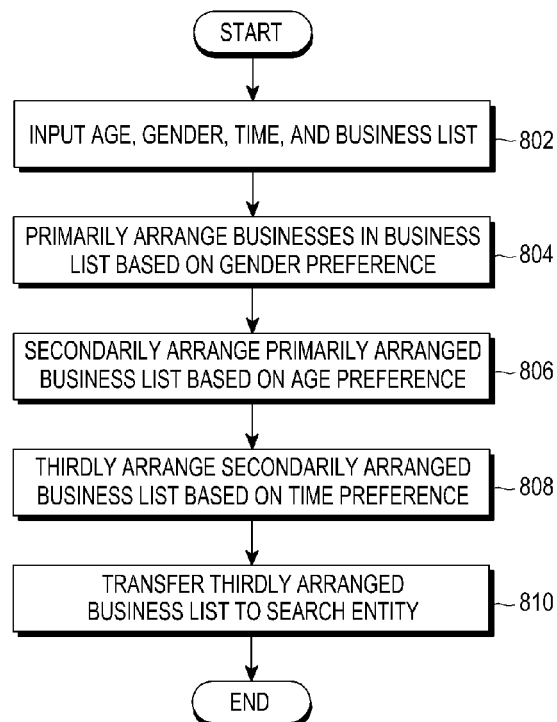 START
INPUT AGE, GENDER, TIME, AND BUSINESS LIST
802
PRIMARILY ARRANGE BUSINESSES IN BUSINESS
LIST BASED ON GENDER PREFERENCE
804
SECONDARILY ARRANGE PRIMARILY ARRANGED
BUSINESS LIST BASED ON AGE PREFERENCE
806
THIRDLY ARRANGE SECONDARILY ARRANGED
BUSINESS LIST BASED ON TIME PREFERENCE
808
TRANSFER THIRDLY ARRANGED
BUSINESS LIST TO SEARCH ENTITY
810
END